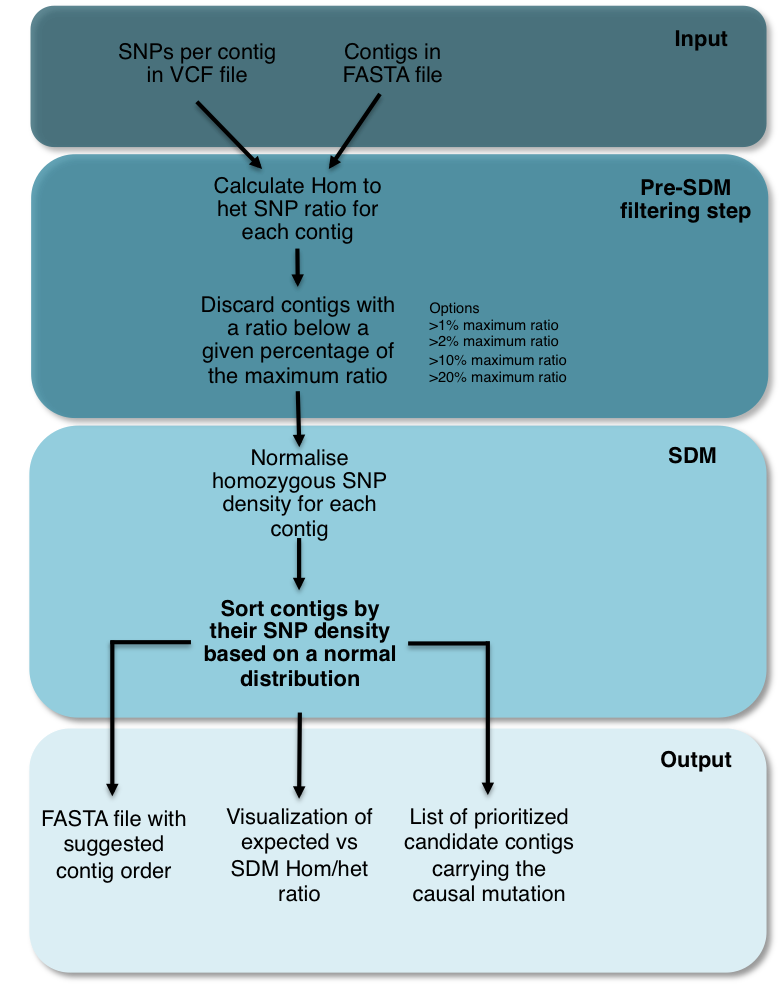 Input
SNPs per contig
in VCF file
Contigs in
FASTA file
Pre-SDM
filtering step
Calculate Hom to
het SNP ratio for
each contig
Discard contigs with
a ratio below a
given percentage of
the maximum ratio
Options
>1% maximum ratio
>2% maximum ratio
>10% maximum ratio
>20% maximum ratio
SDM
Normalise
homozygous SNP
density for each
contig
Sort contigs by
their SNP density
based on a normal
distribution
Output
FASTA file with
suggested
contig order
Visualization of
expected vs
SDM Hom/het
ratio
List of prioritized
candidate contigs
carrying the
causal mutation